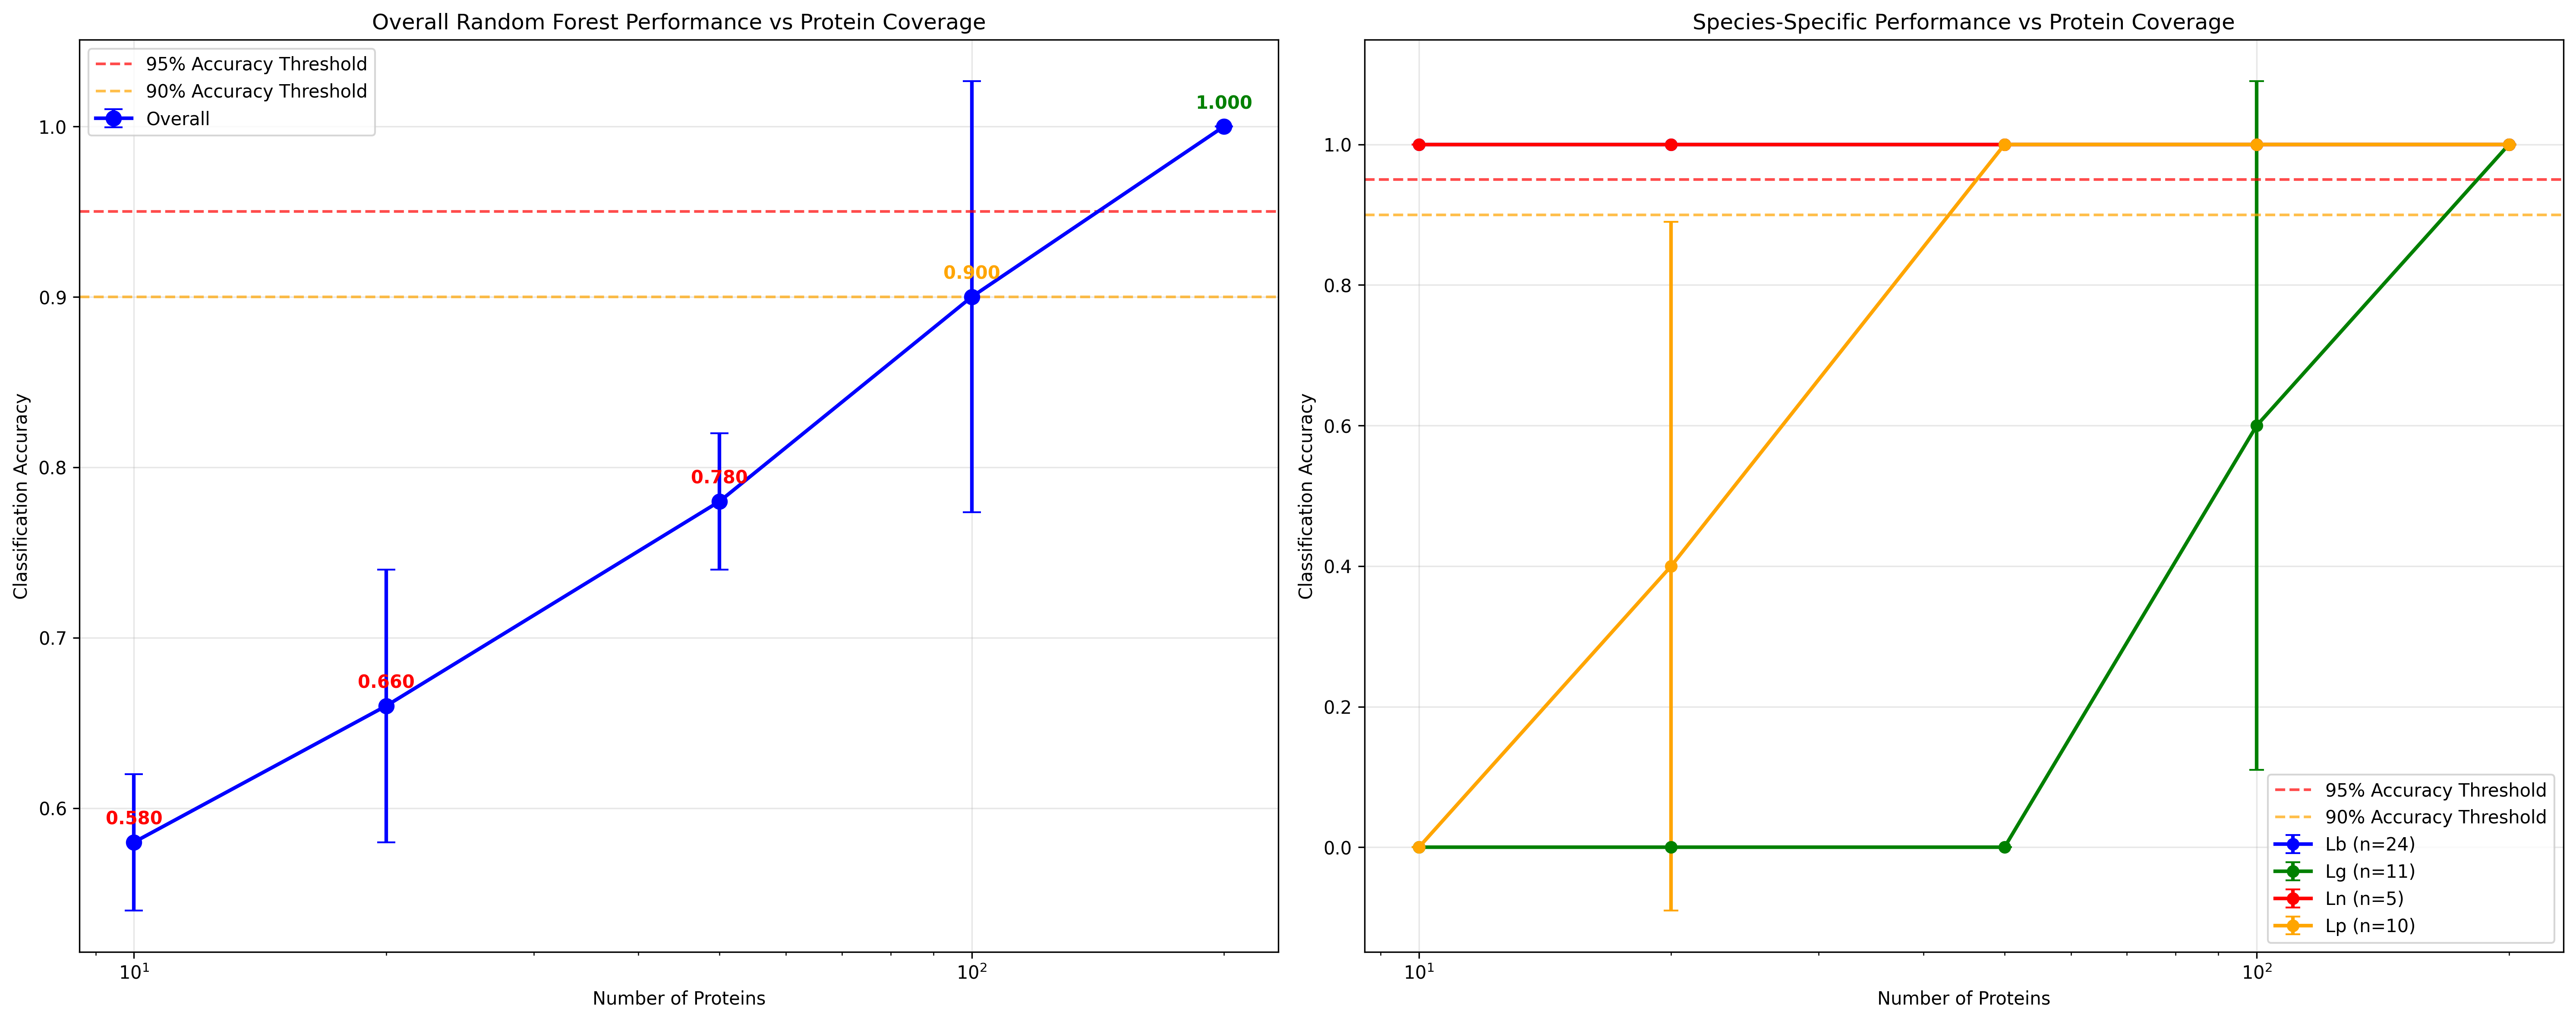 Overall Random Forest Performance vs Protein Coverage
95% Accuracy Threshold
90% Accuracy Threshold
Overall
Classification Accuracy
1.0
0.9
0.8
0.7
0.6
0.580
0.660
0.780
0.900
1.000
10¹
10²
Number of Proteins
Species-Specific Performance vs Protein Coverage
Classification Accuracy
1.0
0.8
0.6
0.4
0.2
0.0
95% Accuracy Threshold
90% Accuracy Threshold
Lb (n=24)
Lg (n=11)
Ln (n=5)
Lp (n=10)
10¹
10²
Number of Proteins